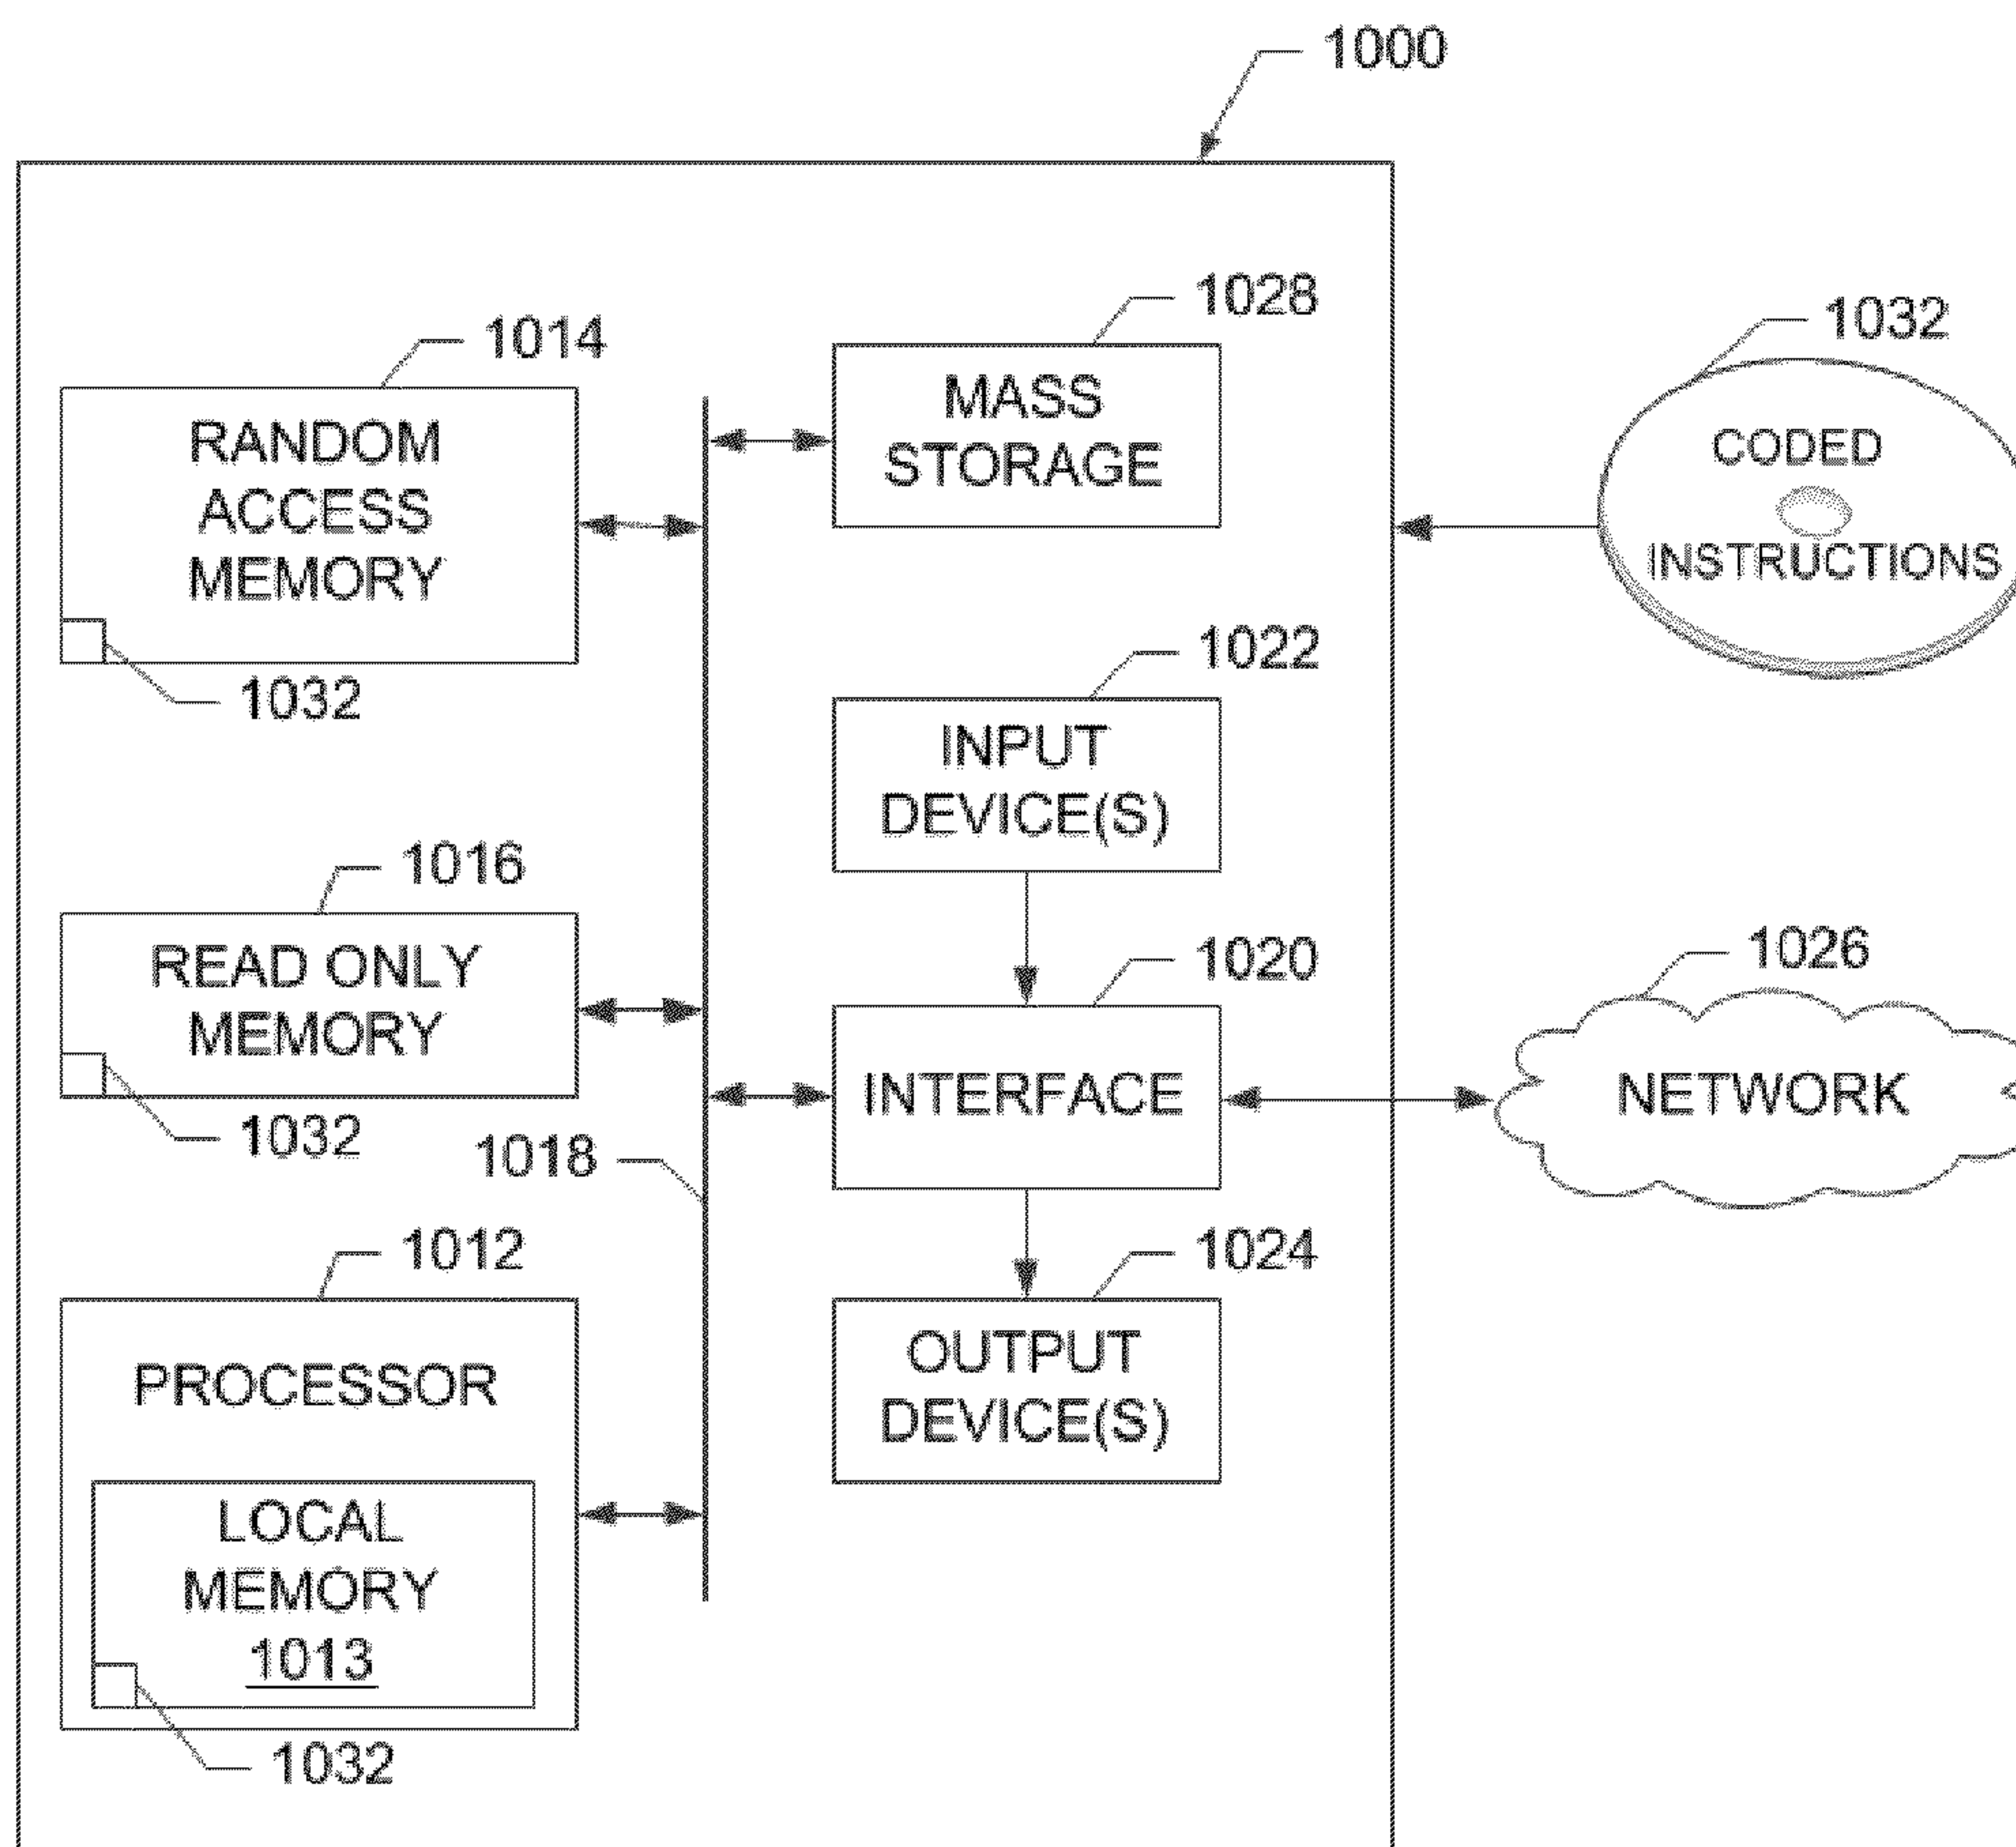 1000
1028
1014
1032
MASS
STORAGE
RANDOM
ACCESS
MEMORY
CODED
INSTRUCTIONS
1032
1022
INPUT
DEVICE(S)
1016
READ ONLY
MEMORY
1032
1020
INTERFACE
1026
NETWORK
1018
1012
PROCESSOR
LOCAL
MEMORY
1013
1032
1024
OUTPUT
DEVICE(S)